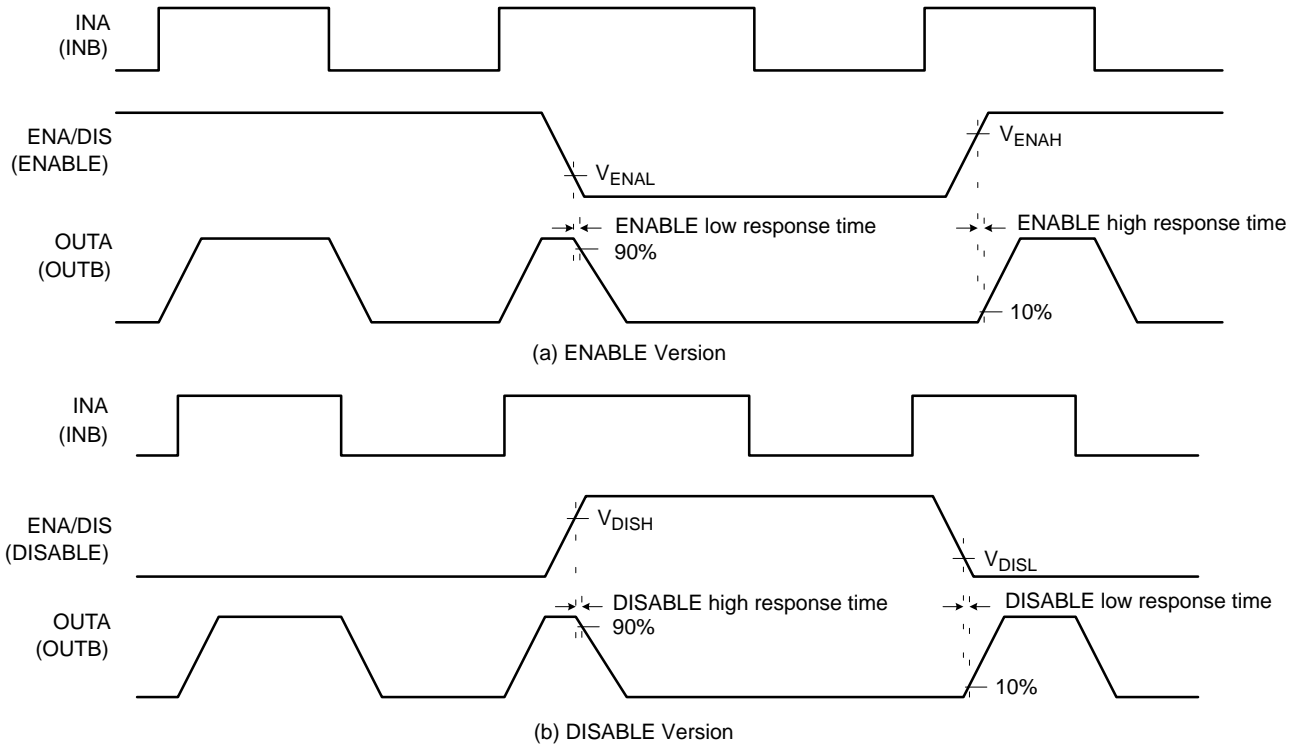 INA
(INB)
ENA/DIS
(ENABLE)
VENAL
VENAH
OUTA
(OUTB)
ENABLE low response time
90%
ENABLE high response time
10%
(a) ENABLE Version
INA
(INB)
ENA/DIS
(DISABLE)
VDISH
VDISL
OUTA
(OUTB)
DISABLE high response time
90%
DISABLE low response time
10%
(b) DISABLE Version